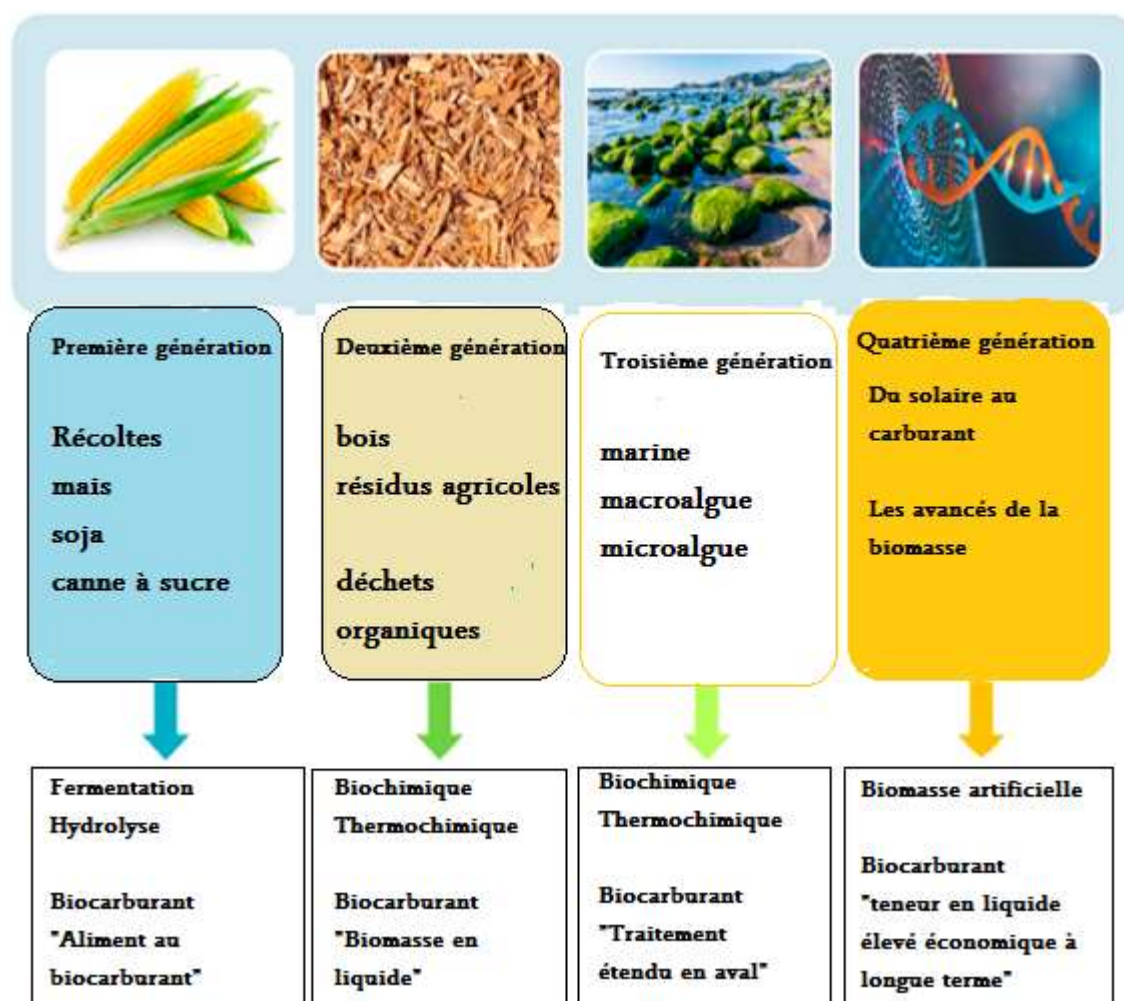 Première génération
Récoltes
mais
soja
canne à sucre
Deuxième génération
bois
résidus agricoles
déchets
organiques
Troisième génération
marine
macroalgue
microalgue
Quatrième génération
Du solaire au
carburant
Les avancés de la
biomasse
Fermentation
Hydrolyse
Biocarburant
"Aliment au
biocarburant"
Biochimique
Thermochimique
Biocarburant
"Biomasse en
liquide"
Biochimique
Thermochimique
Biocarburant
"Traitement
étendu en aval"
Biomasse artificielle
Biocarburant
"teneur en liquide
élevé économique à
longue terme"